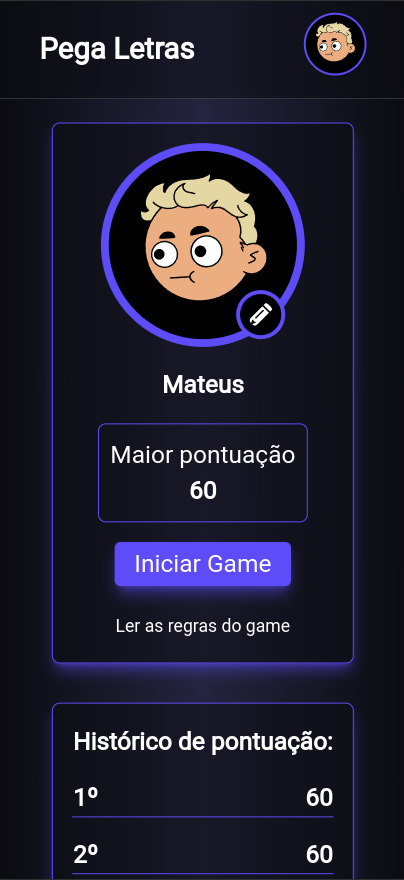 Pega Letras
Mateus
Maior pontuação
60
Iniciar Game
Ler as regras do game
Histórico de pontuação:
1º 60
2º 60